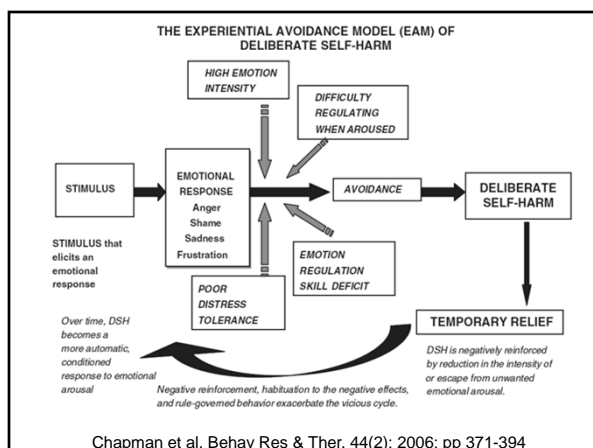 THE EXPERIENTIAL AVOIDANCE MODEL (EAM) OF
DELIBERATE SELF-HARM
HIGH EMOTION
INTENSITY
DIFFICULTY
REGULATING
WHEN AROUSED
STIMULUS
EMOTIONAL
RESPONSE
Anger
Shame
Sadness
Frustration
AVOIDANCE
DELIBERATE
SELF-HARM
STIMULUS that
elicits an
emotional
response
POOR
DISTRESS
TOLERANCE
EMOTION
REGULATION
SKILL DEFICIT
TEMPORARY RELIEF
Over time, DSH
becomes a
more automatic,
conditioned
response to emotional
arousal
DSH is negatively reinforced
by reduction in the intensity of
or escape from unwanted
emotional arousal.
Negative reinforcement, habituation to the negative effects,
and rule-governed behavior exacerbate the vicious cycle.
Chapman et al. Behav Res & Ther. 44(2); 2006; pp 371-394